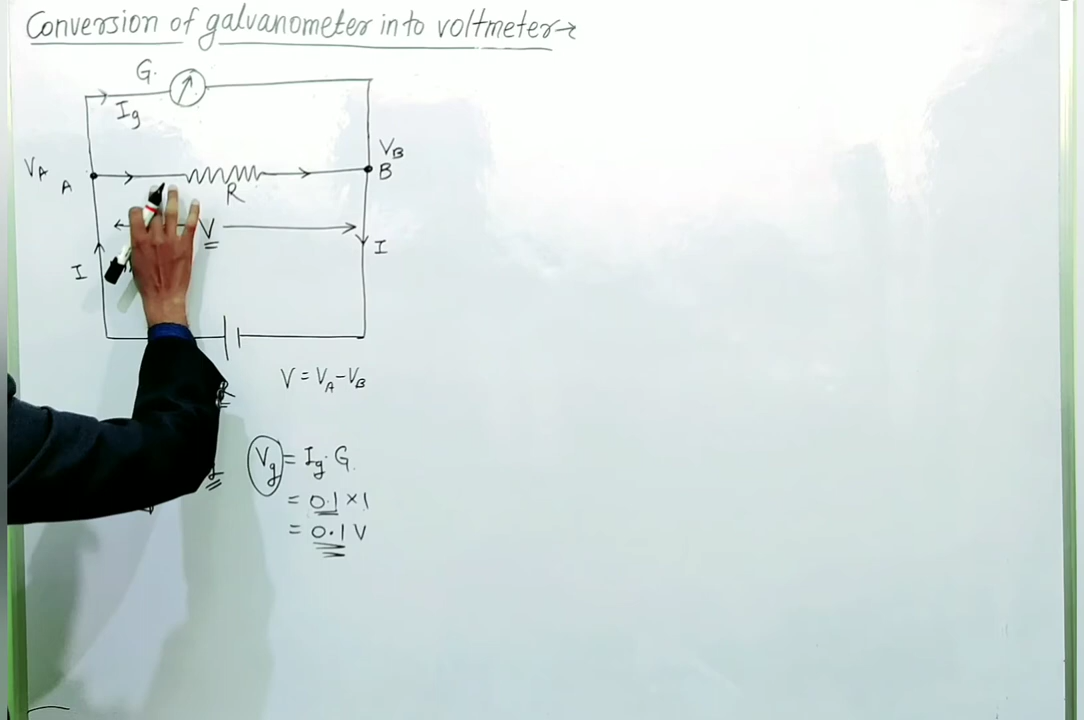 Conversion of galvanometer into voltmeter→
G.
Ig
VA
A
R
VB
B
V
I
I
V = VA - VB
Vg = Ig. G.
= 0.1 × 1
= 0.1 V